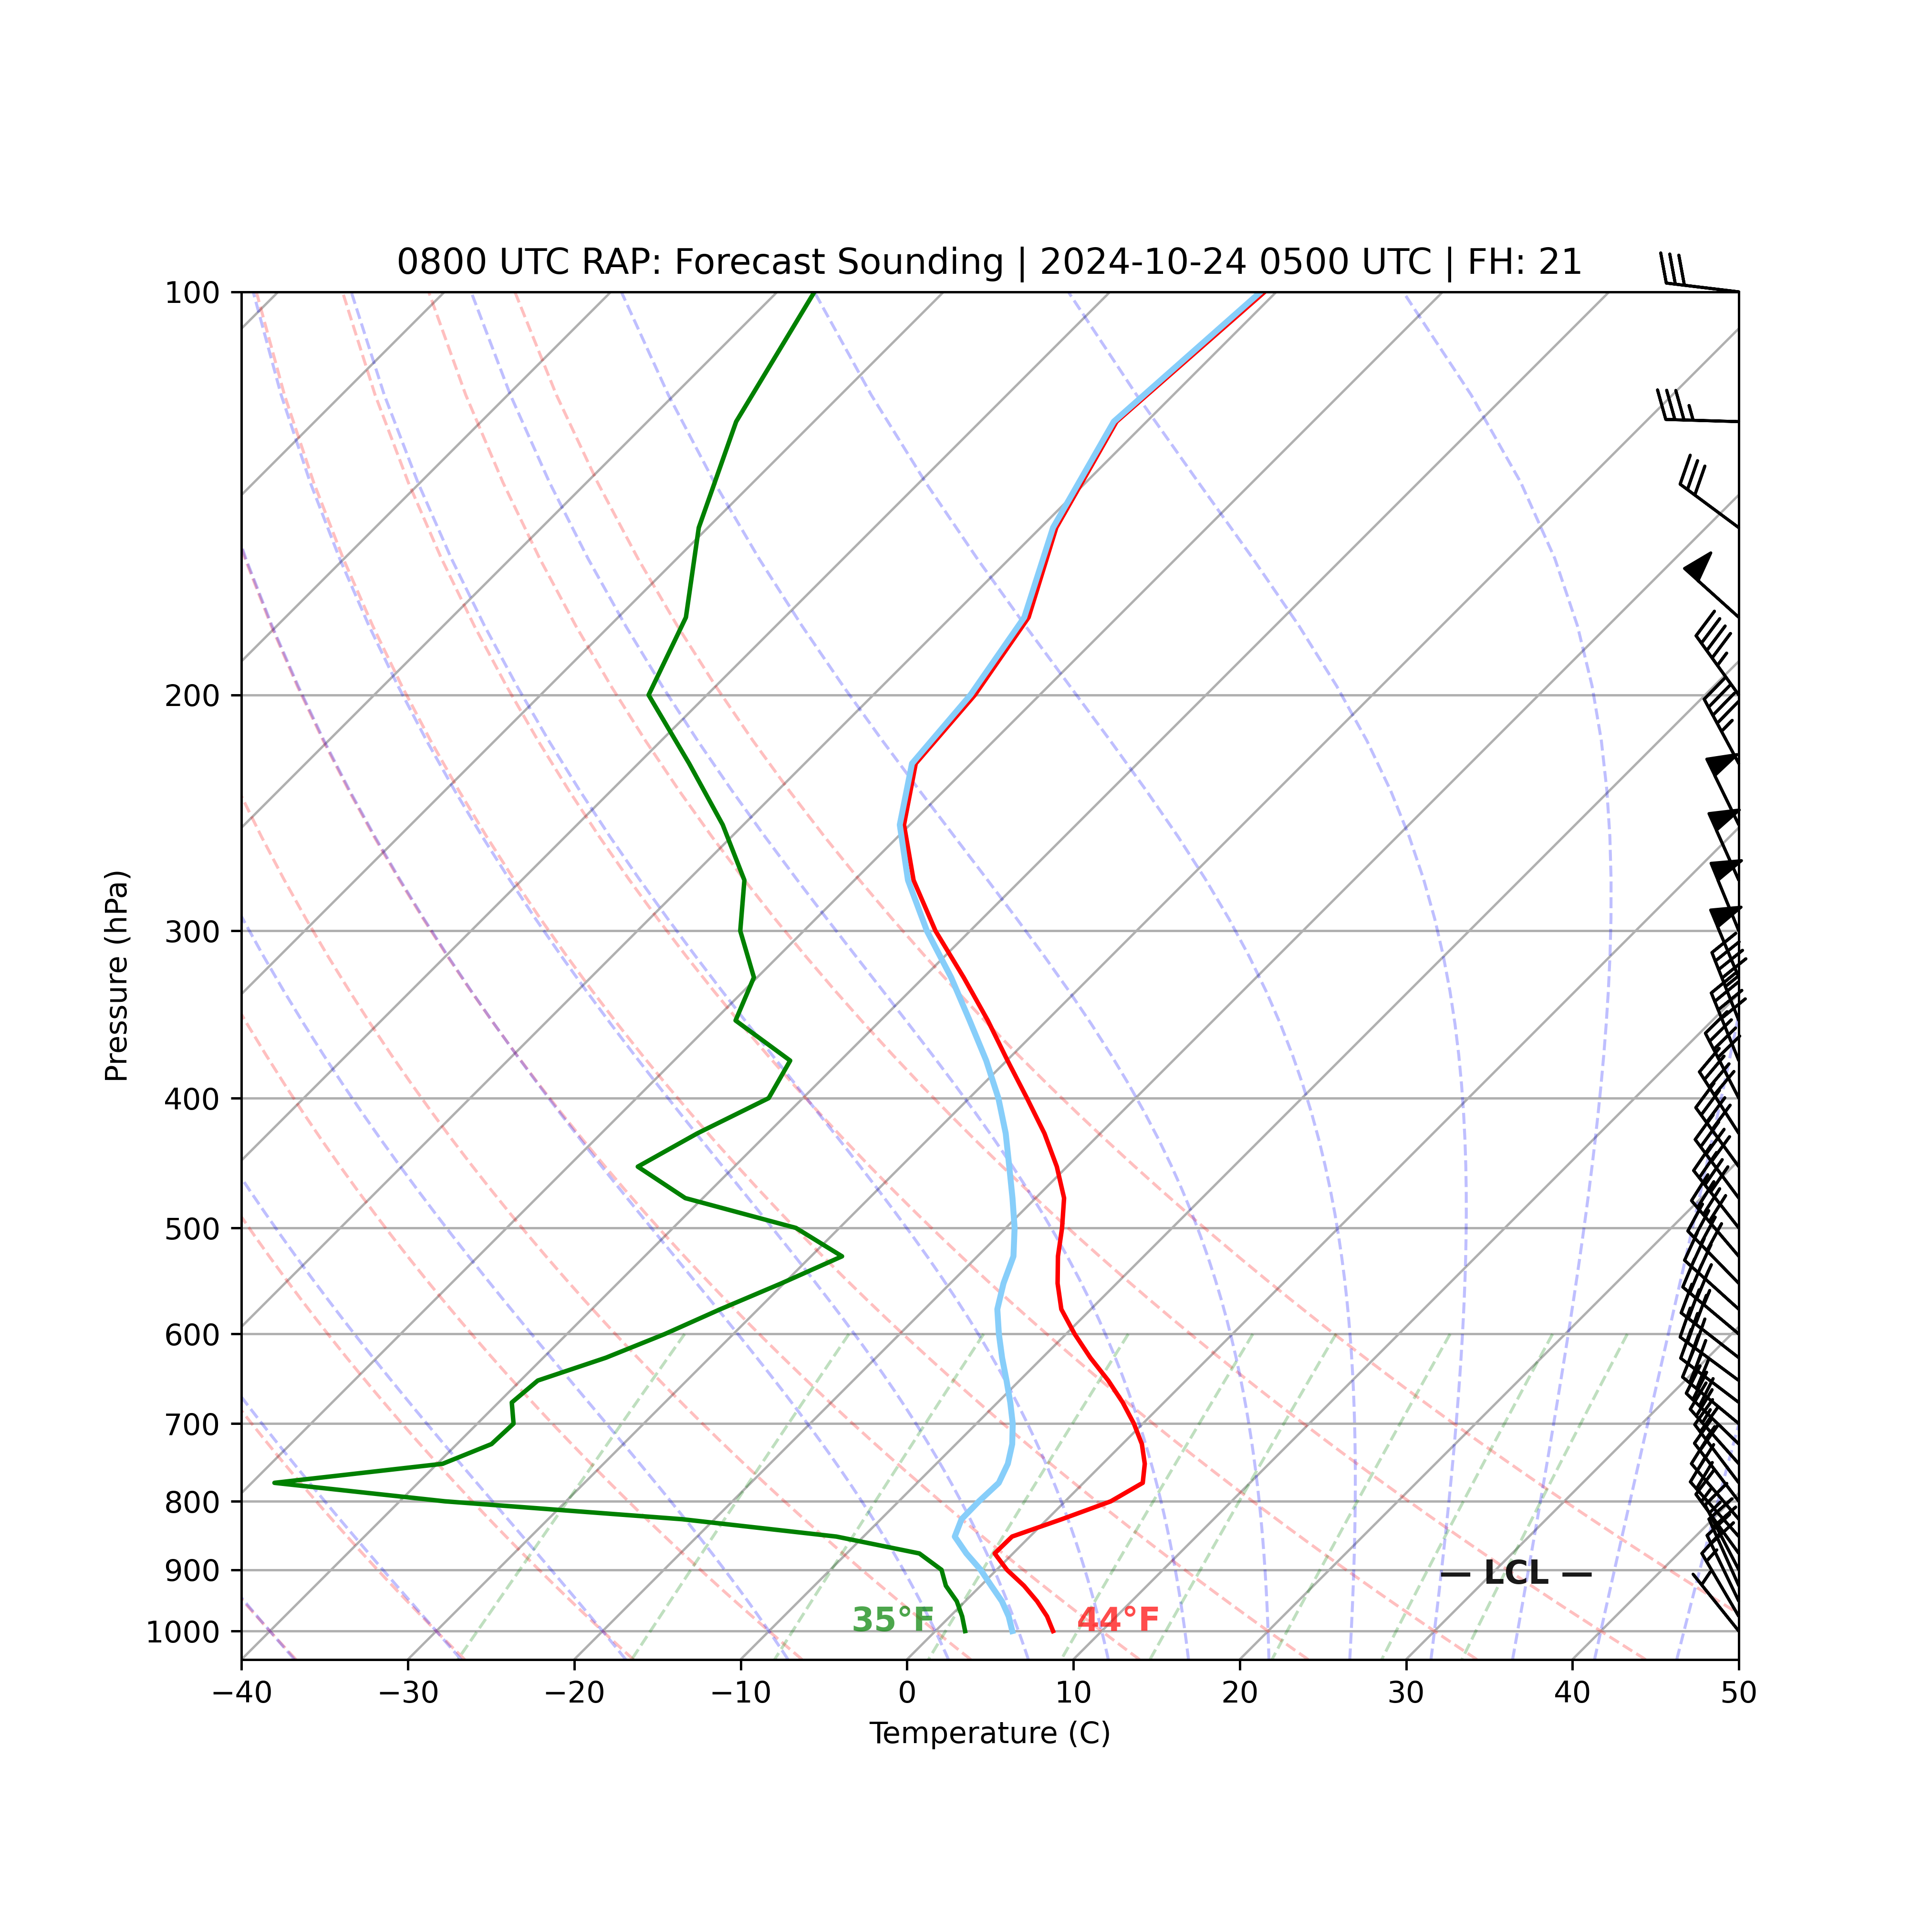 0800 UTC RAP: Forecast Sounding | 2024-10-24 0500 UTC | FH: 21
100
200
300
400
500
600
700
800
900
1000
Pressure (hPa)
— LCL —
35°F
44°F
−40 −30 −20 −10 0 10 20 30 40 50
Temperature (C)